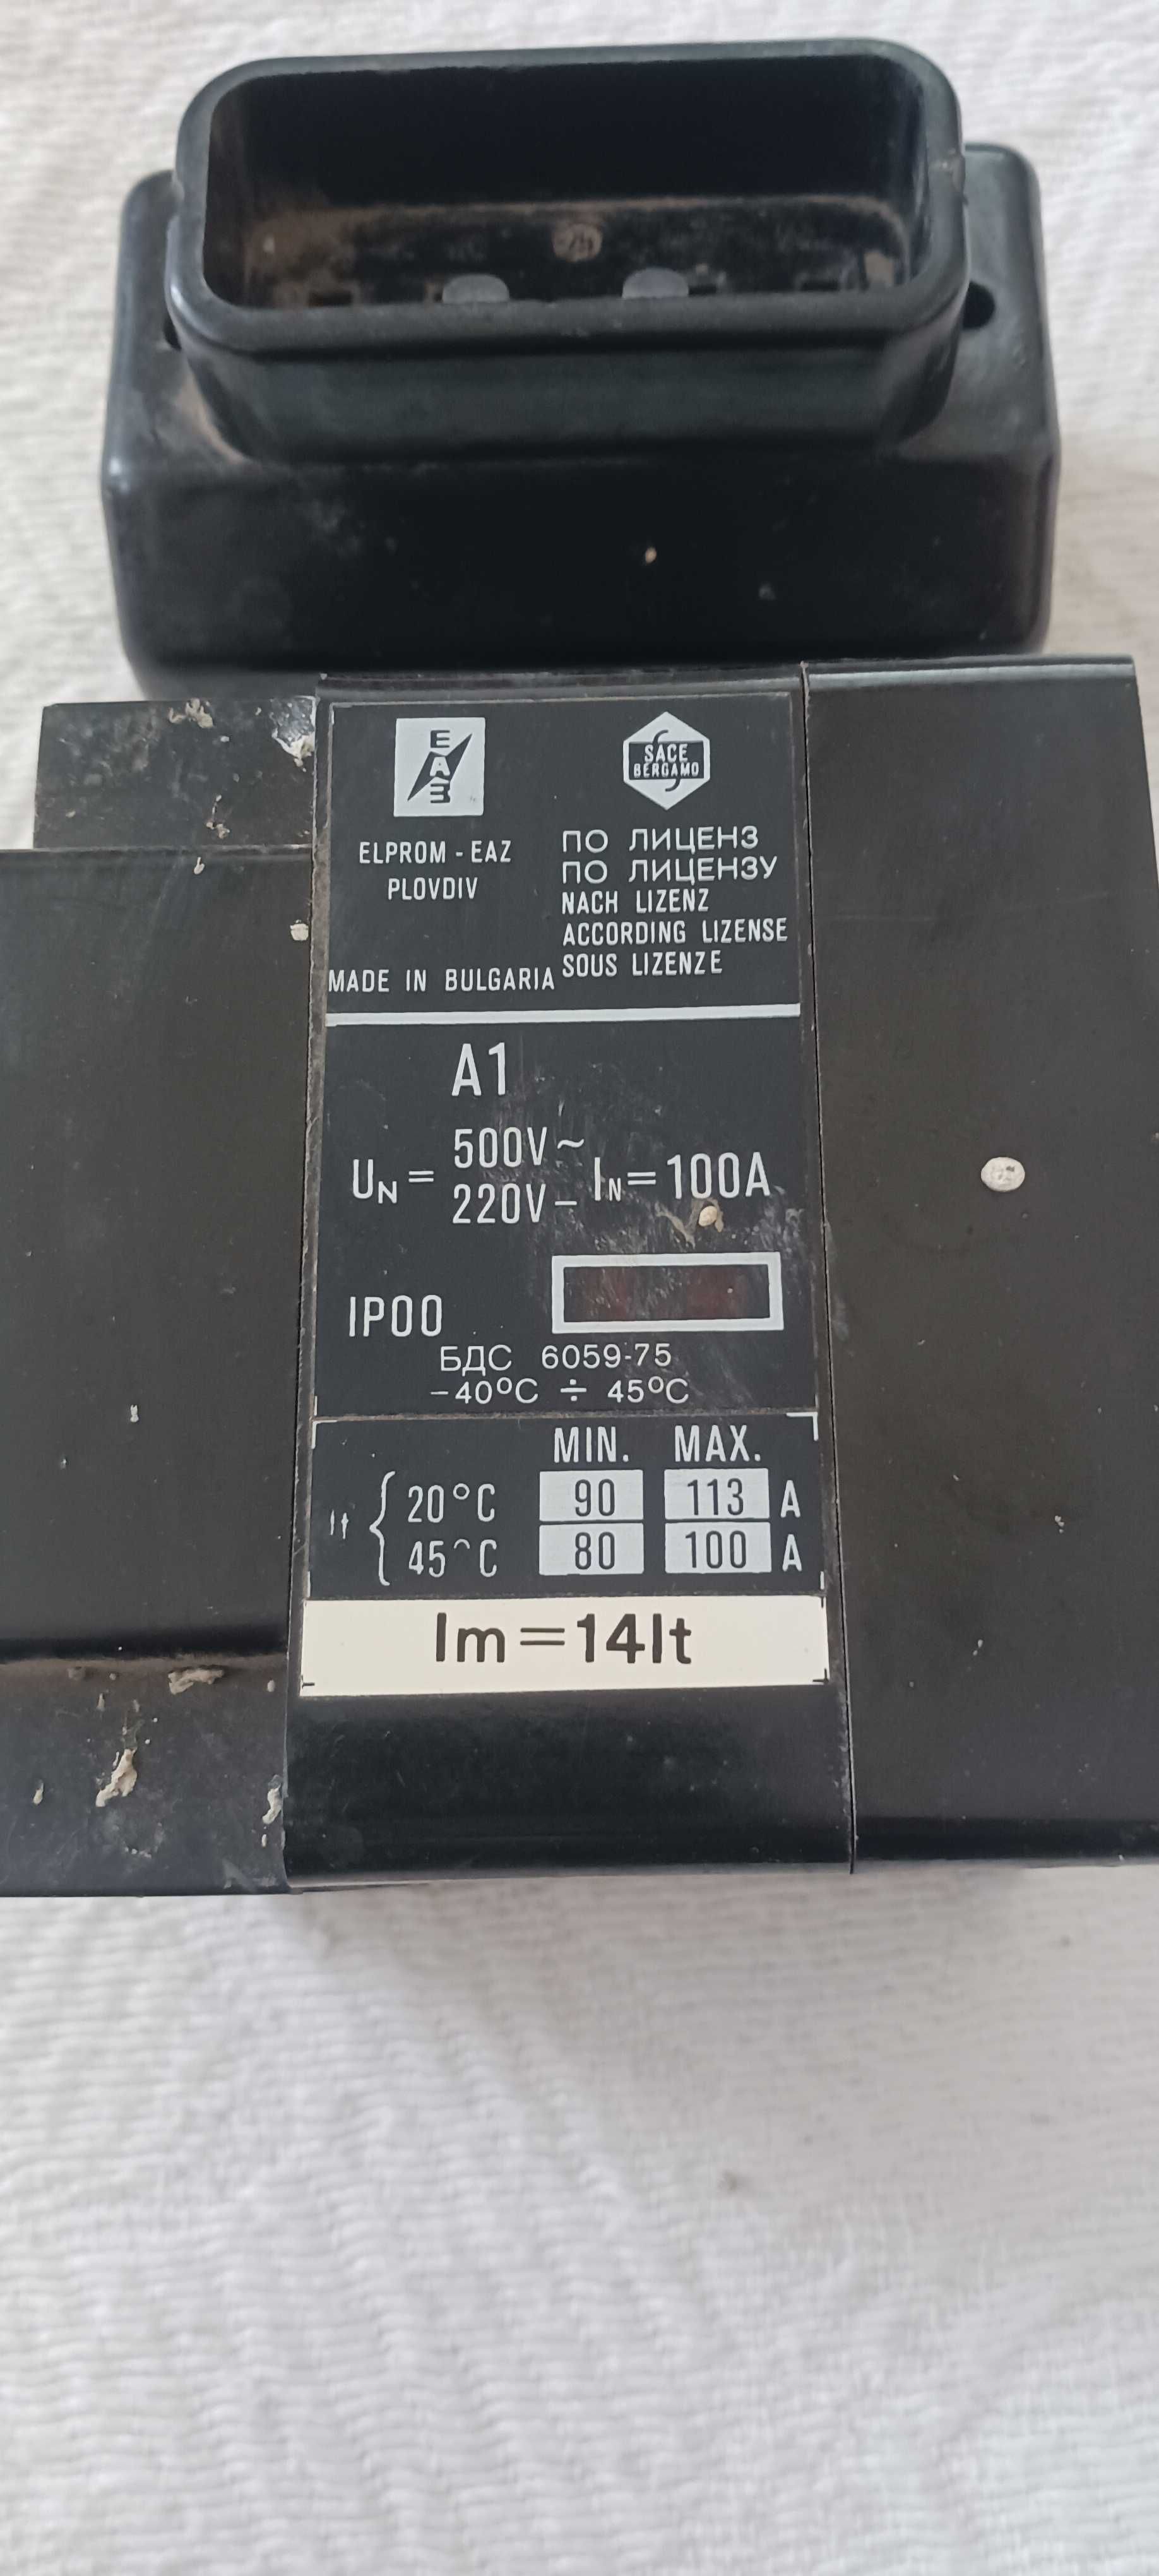 ЕАЗ
SACE
BERGAMO
ELPROM - EAZ
PLOVDIV
MADE IN BULGARIA
ПО ЛИЦЕНЗ
ПО ЛИЦЕНЗУ
NACH LIZENZ
ACCORDING LIZENSE
SOUS LIZENZE
A1
UN = 500V~ 220V– IN=100A
IP00
БДС 6059-75
–40°C ÷ 45°C
MIN. MAX.
It { 20°C 90 113 A
45°C 80 100 A
Im=14It